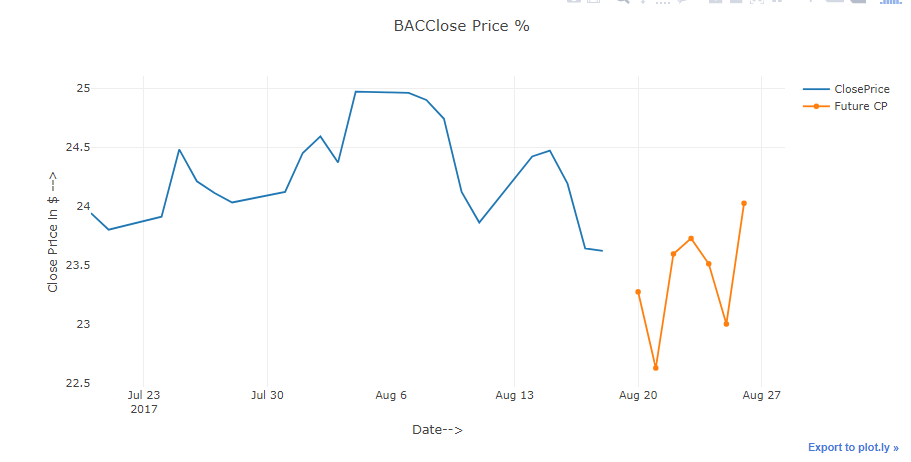 BACClose Price %
25
24.5
24
23.5
23
22.5
Close Price In $ -->
Jul 23
2017
Jul 30
Aug 6
Aug 13
Aug 20
Aug 27
Date-->
ClosePrice
Future CP
Export to plot.ly »